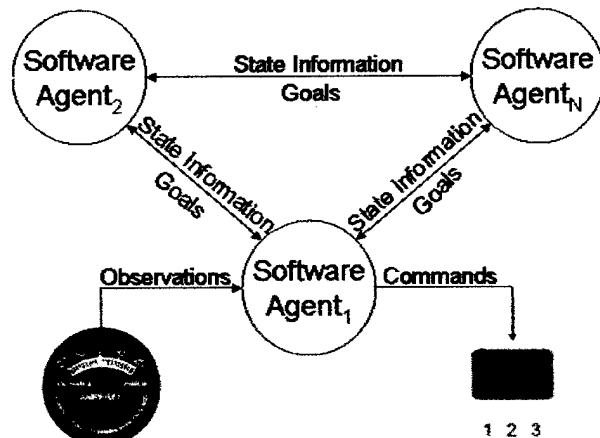 Software
Agent2
State Information
Goals
Software
AgentN
State Information
Goals
State Information
Goals
Observations
Software
Agent1
Commands
1 2 3